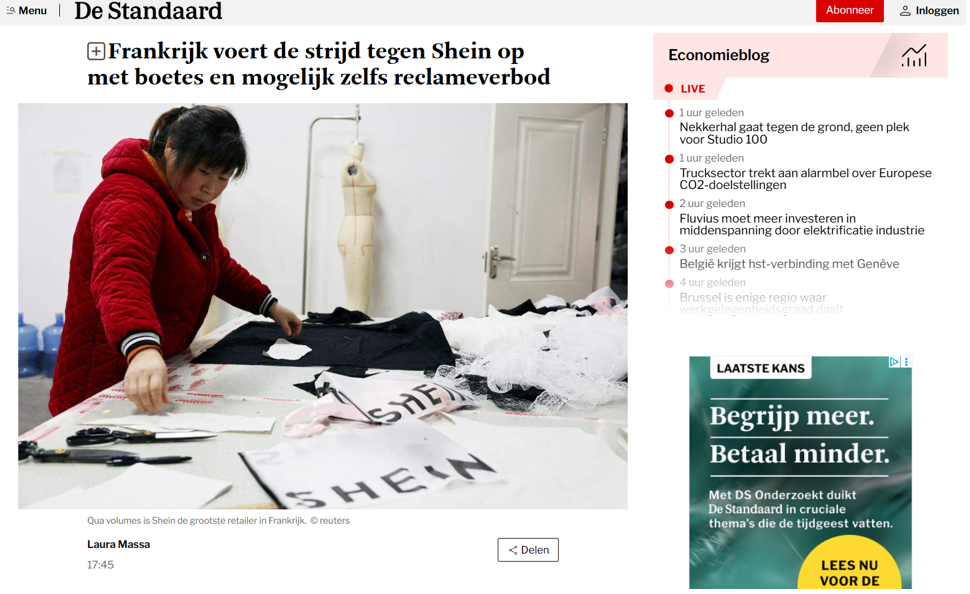 Menu
De Standaard
Abonneer
Inloggen
Frankrijk voert de strijd tegen Shein op
met boetes en mogelijk zelfs reclameverbod
SHEIN
SHEIN
Qua volumes is Shein de grootste retailer in Frankrijk. © reuters
Laura Massa
17:45
Delen
Economieblog
LIVE
1 uur geleden
Nekkerhal gaat tegen de grond, geen plek
voor Studio 100
1 uur geleden
Trucksector trekt aan alarmbel over Europese
CO2-doelstellingen
2 uur geleden
Fluvius moet meer investeren in
middenspanning door elektrificatie industrie
3 uur geleden
België krijgt hst-verbinding met Genève
4 uur geleden
Brussel is enige regio waar
werkgelegenheidsgraad daalt
LAATSTE KANS
Begrijp meer.
Betaal minder.
Met DS Onderzoekt duikt
De Standaard in cruciale
thema's die de tijdgeest vatten.
LEES NU
VOOR DE